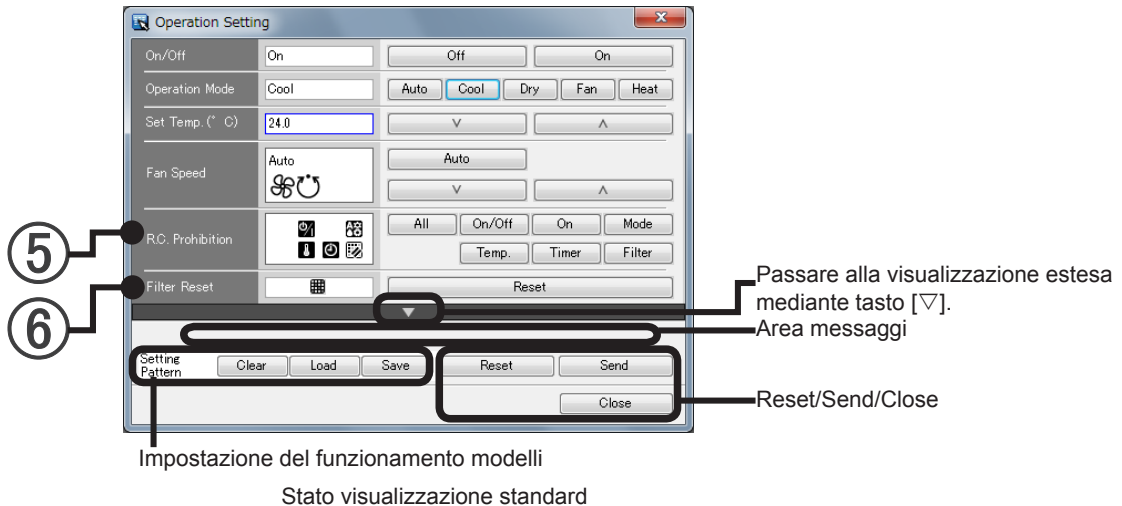 Operation Setting
On/Off On Off On
Operation Mode Cool Auto Cool Dry Fan Heat
Set Temp.(° C) 24.0 ∨ ∧
Fan Speed Auto Auto
∨ ∧
5 R.C. Prohibition All On/Off On Mode
Temp. Timer Filter
6 Filter Reset Reset
Passare alla visualizzazione estesa
mediante tasto [▽].
Area messaggi
Setting
Pattern Clear Load Save Reset Send
Close
Reset/Send/Close
Impostazione del funzionamento modelli
Stato visualizzazione standard